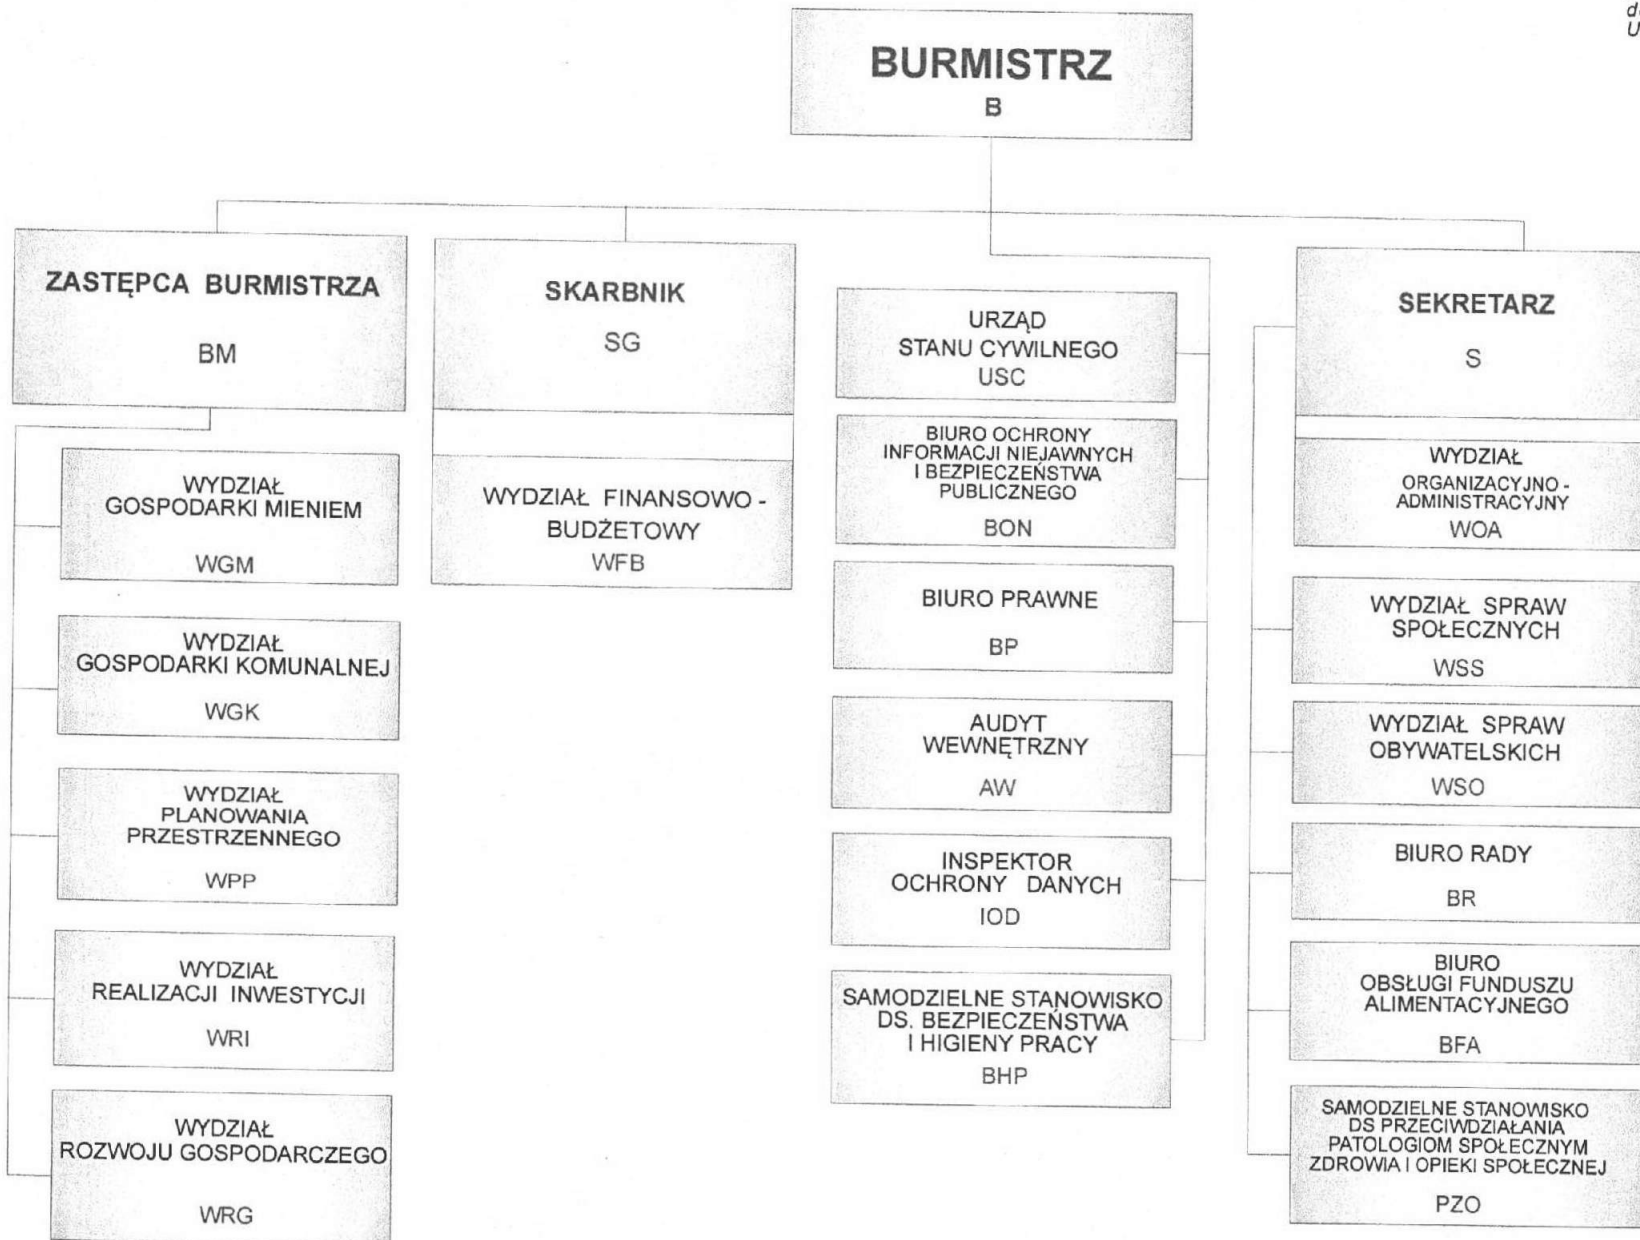 BURMISTRZ
B
ZASTĘPCA BURMISTRZA
BM
WYDZIAŁ
GOSPODARKI MIENIEM
WGM
WYDZIAŁ
GOSPODARKI KOMUNALNEJ
WGK
WYDZIAŁ
PLANOWANIA
PRZESTRZENNEGO
WPP
WYDZIAŁ
REALIZACJI INWESTYCJI
WRI
WYDZIAŁ
ROZWOJU GOSPODARCZEGO
WRG
SKARBNIK
SG
WYDZIAŁ FINANSOWO -
BUDŻETOWY
WFB
URZĄD
STANU CYWILNEGO
USC
BIURO OCHRONY
INFORMACJI NIEJAWNYCH
I BEZPIECZEŃSTWA
PUBLICZNEGO
BON
BIURO PRAWNE
BP
AUDYT
WEWNĘTRZNY
AW
INSPEKTOR
OCHRONY DANYCH
IOD
SAMODZIELNE STANOWISKO
DS. BEZPIECZEŃSTWA
I HIGIENY PRACY
BHP
SEKRETARZ
S
WYDZIAŁ
ORGANIZACYJNO -
ADMINISTRACYJNY
WOA
WYDZIAŁ SPRAW
SPOŁECZNYCH
WSS
WYDZIAŁ SPRAW
OBYWATELSKICH
WSO
BIURO RADY
BR
BIURO
OBSŁUGI FUNDUSZU
ALIMENTACYJNEGO
BFA
SAMODZIELNE STANOWISKO
DS PRZECIWDZIAŁANIA
PATOLOGIOM SPOŁECZNYM
ZDROWIA I OPIEKI SPOŁECZNEJ
PZO